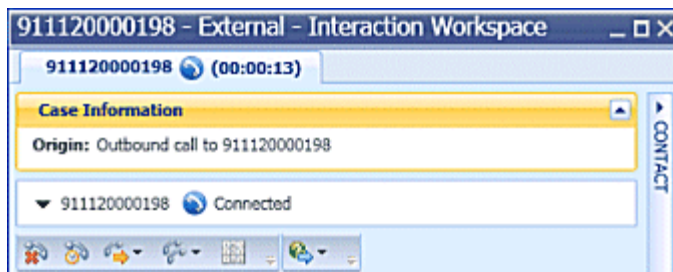 911120000198 - External - Interaction Workspace
911120000198 (00:00:13)
Case Information
Origin: Outbound call to 911120000198
911120000198 Connected
CONTACT